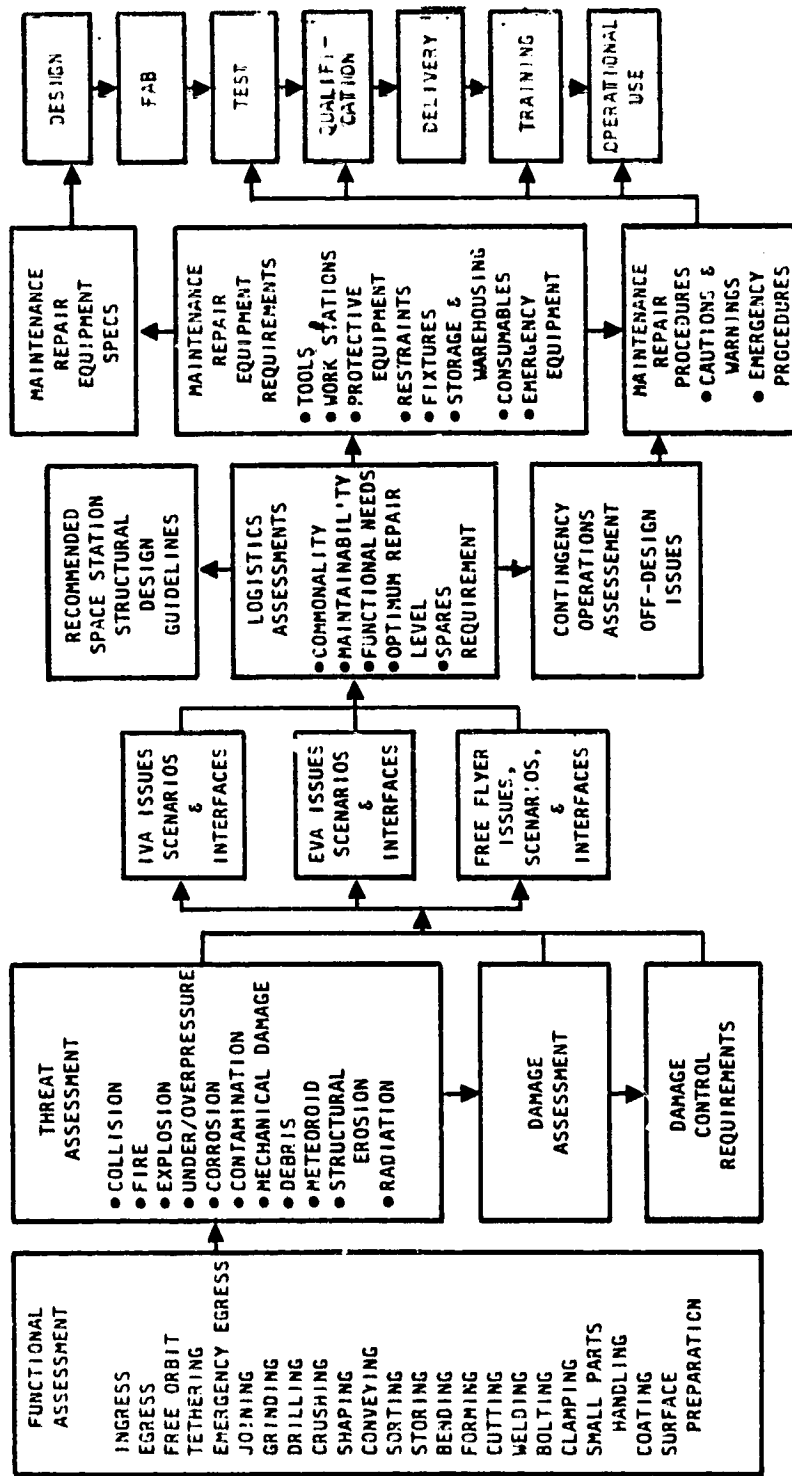 FUNCTIONAL
ASSESSMENT
INGRESS
EGRESS
FREE ORBIT
TETHERING
EMERGENCY EGRESS
JOINING
GRINDING
DRILLING
CRUSHING
SHAPING
CONVEYING
SORTING
STORING
BENDING
FORMING
CUTTING
WELDING
BOLTING
CLAMPING
SMALL PARTS
HANDLING
COATING
SURFACE
PREPARATION
THREAT
ASSESSMENT
• COLLISION
• FIRE
• EXPLOSION
• UNDER/OVERPRESSURE
• CORROSION
• CONTAMINATION
• MECHANICAL DAMAGE
• DEBRIS
• METEOROID
• STRUCTURAL
EROSION
• RADIATION
DAMAGE
ASSESSMENT
DAMAGE
CONTROL
REQUIREMENTS
IVA ISSUES
SCENARIOS
&
INTERFACES
EVA ISSUES
SCENARIOS
&
INTERFACES
FREE FLYER
ISSUES,
SCENARIOS,
&
INTERFACES
RECOMMENDED
SPACE STATION
STRUCTURAL
DESIGN
GUIDELINES
LOGISTICS
ASSESSMENTS
• COMMONALITY
• MAINTAINABIL'TY
• FUNCTIONAL NEEDS
• OPTIMUM REPAIR
LEVEL
• SPARES
REQUIREMENT
CONTINGENCY
OPERATIONS
ASSESSEMENT
OFF-DESIGN
ISSUES
MAINTENANCE
REPAIR
EQUIPMENT
SPECS
MAINTENANCE
REPAIR
EQUIPMENT
REQUIREMENTS
• TOOLS
• WORK STATIONS
• PROTECTIVE
EQUIPMENT
• RESTRAINTS
• FIXTURES
• STORAGE &
WAREHOUSING
• CONSUMABLES
• EMERGENCY
EQUIPMENT
MAINTENANCE
REPAIR
PROCEDURES
• CAUTIONS &
WARNINGS
• EMERGENCY
PROCEDURES
DESIGN
FAB
TEST
QUALIFI-
CATION
DELIVERY
TRAINING
OPERATIONAL
USE